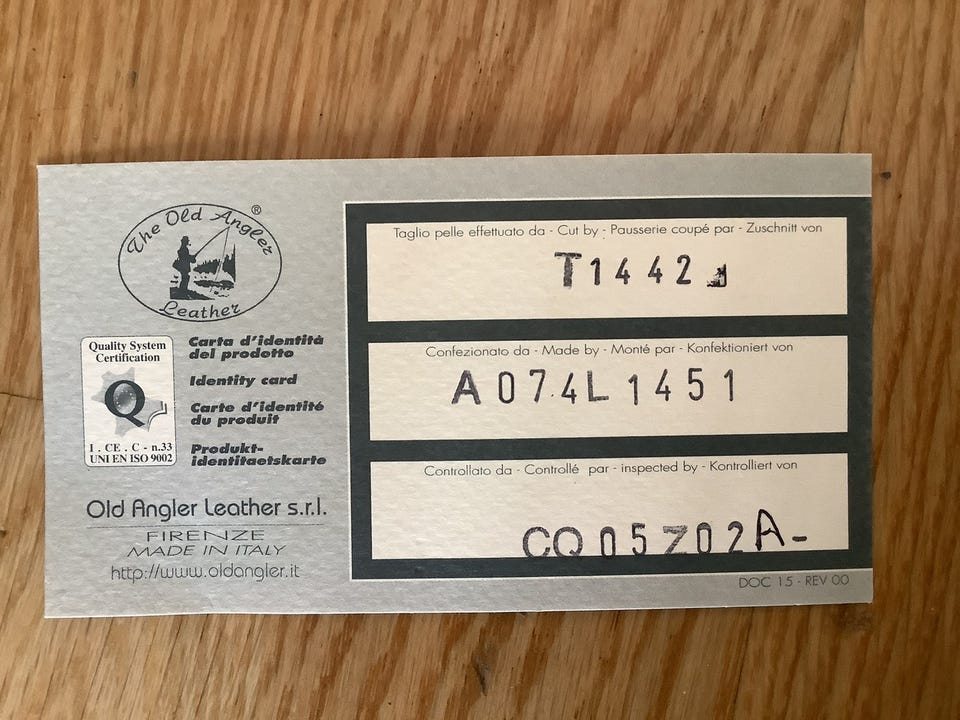 The Old Angler ®
Leather
Quality System
Certification
Q
I . CE . C - n.33
UNI EN ISO 9002
Carta d'identità
del prodotto
Identity card
Carte d'identité
du produit
Produkt-
identitaetskarte
Old Angler Leather s.r.l.
FIRENZE
MADE IN ITALY
http://www.oldangler.it
Taglio pelle effettuato da - Cut by - Pausserie coupé par - Zuschnitt von
T1442
Confezionato da - Made by - Monté par - Konfektioniert von
A074L1451
Controllato da - Controllé par - inspected by - Kontrolliert von
CQ05Z02A-
DOC 15 - REV 00